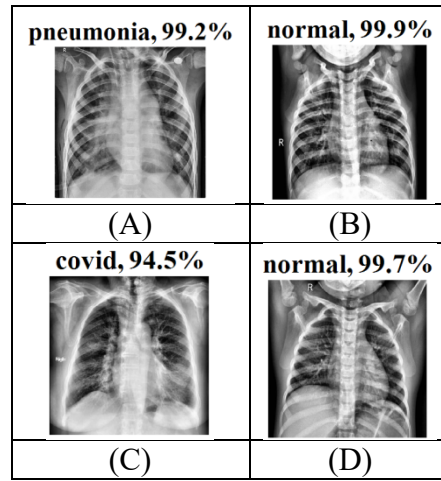 pneumonia, 99.2%
normal, 99.9%
R
(A)
(B)
covid, 94.5%
normal, 99.7%
R
(C)
(D)